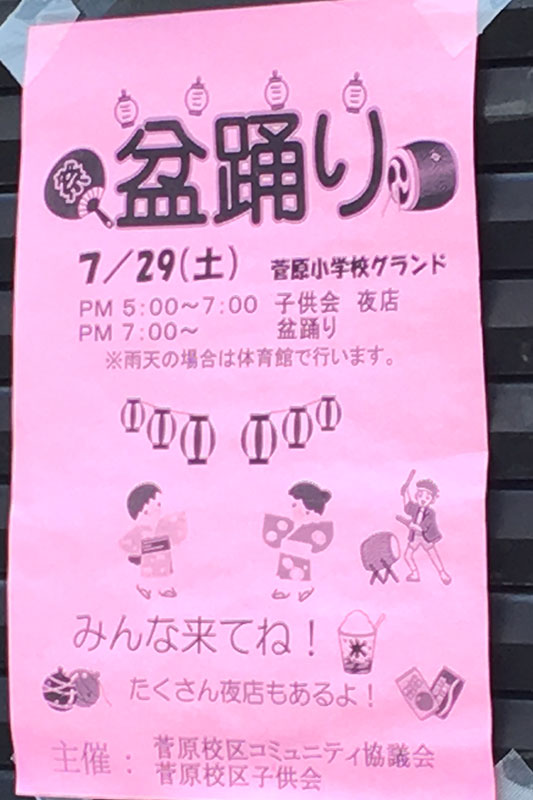 盆踊り
7/29(土) 菅原小学校グランド
PM 5:00～7:00 子供会 夜店
PM 7:00～ 盆踊り
※雨天の場合は体育館で行います。
みんな来てね！
たくさん夜店もあるよ！
主催：菅原校区コミュニティ協議会
菅原校区子供会